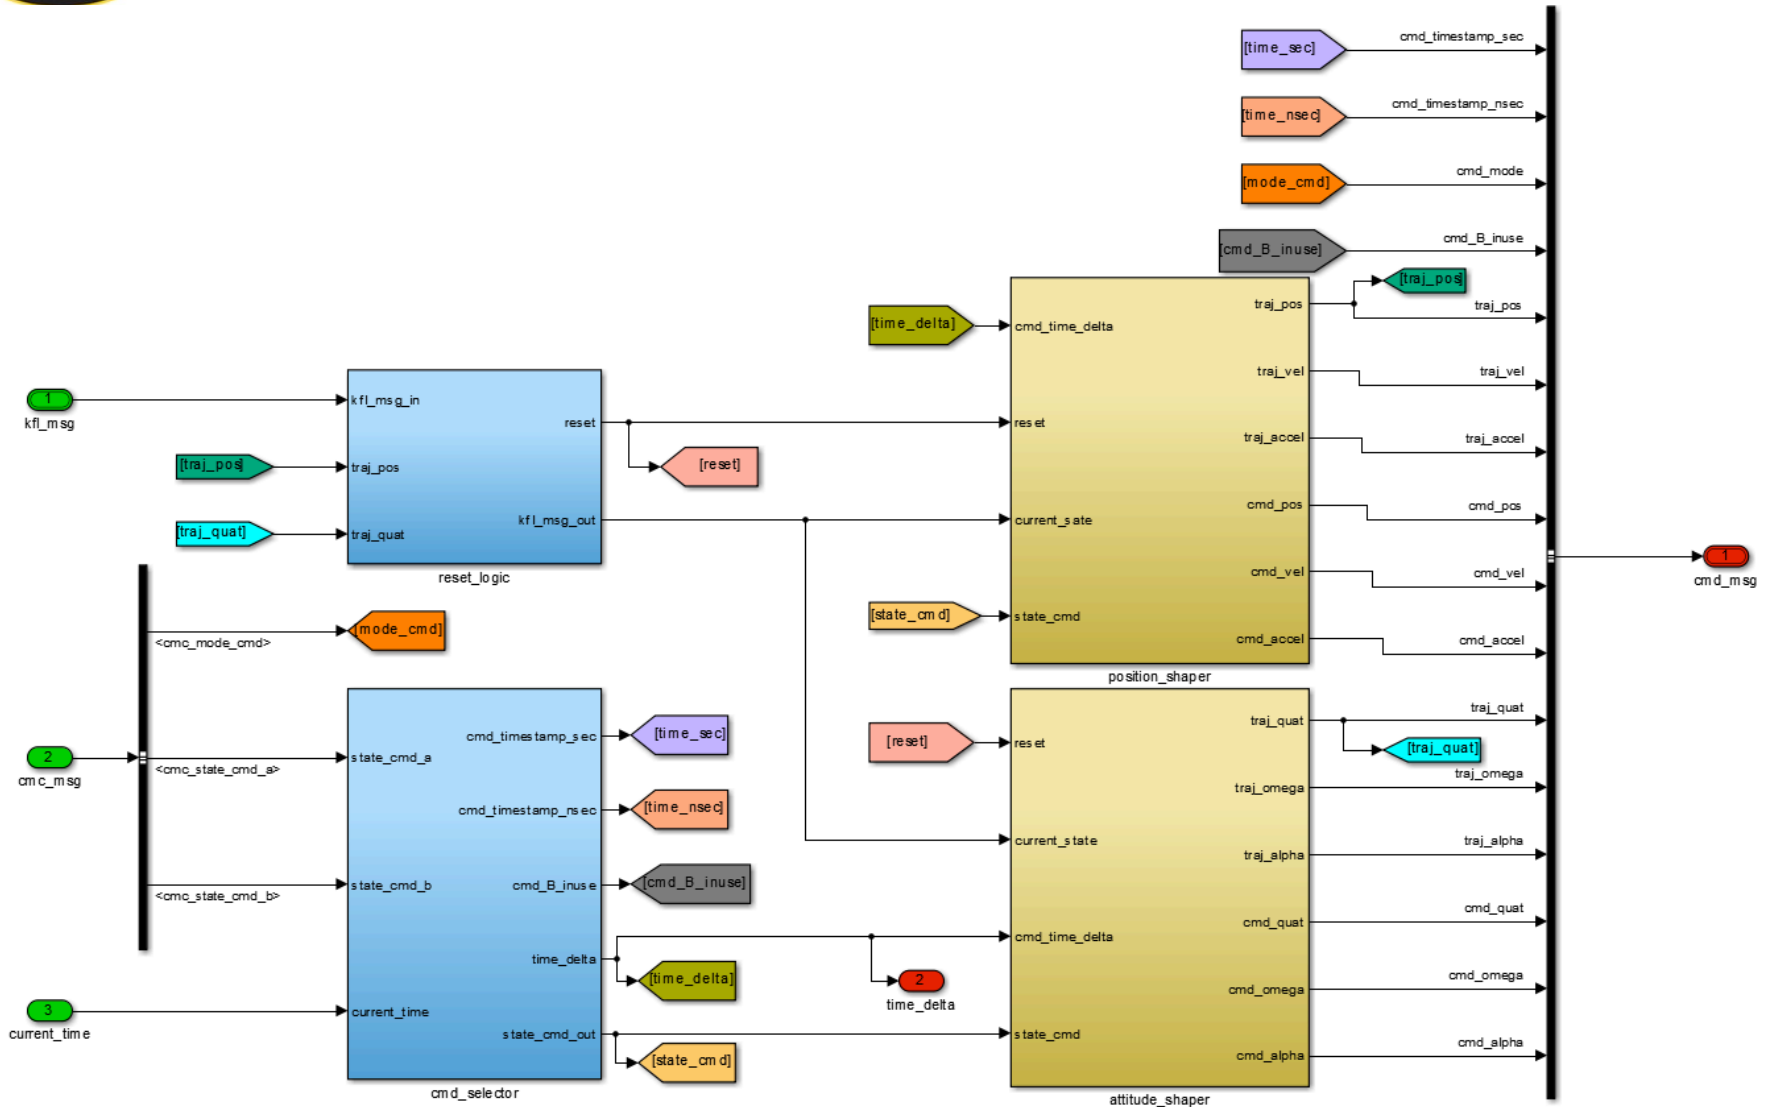 [time_sec]
cmd_timestamp_sec
[time_nsec]
cmd_timestamp_nsec
[mode_cmd]
cmd_mode
[cmd_B_inuse]
cmd_B_inuse
[traj_pos]
traj_pos
traj_pos
[time_delta]
cmd_time_delta
traj_vel
traj_vel
1
kfl_msg
kfl_msg_in
reset
reset
traj_accel
traj_accel
[traj_pos]
traj_pos
[reset]
[traj_quat]
traj_quat
kfl_msg_out
current_sate
cmd_pos
cmd_pos
reset_logic
cmd_vel
cmd_vel
1
cmd_msg
[state_cmd]
state_cmd
cmd_accel
cmd_accel
position_shaper
[mode_cmd]
<cmc_mode_cmd>
2
cmc_msg
<cmc_state_cmd_a>
state_cmd_a
cmd_timestamp_sec
[time_sec]
[reset]
reset
traj_quat
traj_quat
[traj_quat]
cmd_timestamp_nsec
[time_nsec]
traj_omega
traj_omega
current_state
traj_alpha
traj_alpha
state_cmd_b
<cmc_state_cmd_b>
cmd_B_inuse
[cmd_B_inuse]
cmd_quat
cmd_quat
time_delta
[time_delta]
cmd_time_delta
2
time_delta
cmd_omega
cmd_omega
3
current_time
current_time
state_cmd_out
[state_cmd]
state_cmd
cmd_alpha
cmd_alpha
cmd_selector
attitude_shaper